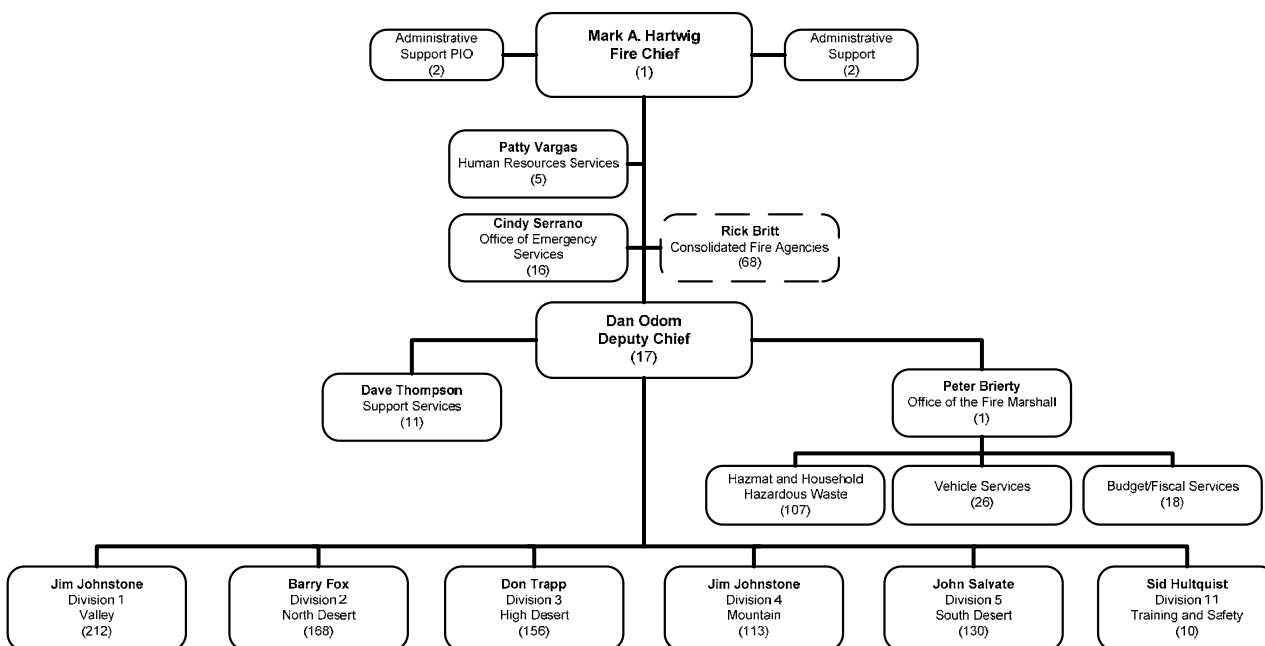 Administrative
Support PIO
(2)
Mark A. Hartwig
Fire Chief
(1)
Administrative
Support
(2)
Patty Vargas
Human Resources Services
(5)
Cindy Serrano
Office of Emergency
Services
(16)
Rick Britt
Consolidated Fire Agencies
(68)
Dan Odom
Deputy Chief
(17)
Dave Thompson
Support Services
(11)
Peter Brierty
Office of the Fire Marshall
(1)
Hazmat and Household
Hazardous Waste
(107)
Vehicle Services
(26)
Budget/Fiscal Services
(18)
Jim Johnstone
Division 1
Valley
(212)
Barry Fox
Division 2
North Desert
(168)
Don Trapp
Division 3
High Desert
(156)
Jim Johnstone
Division 4
Mountain
(113)
John Salvate
Division 5
South Desert
(130)
Sid Hultquist
Division 11
Training and Safety
(10)